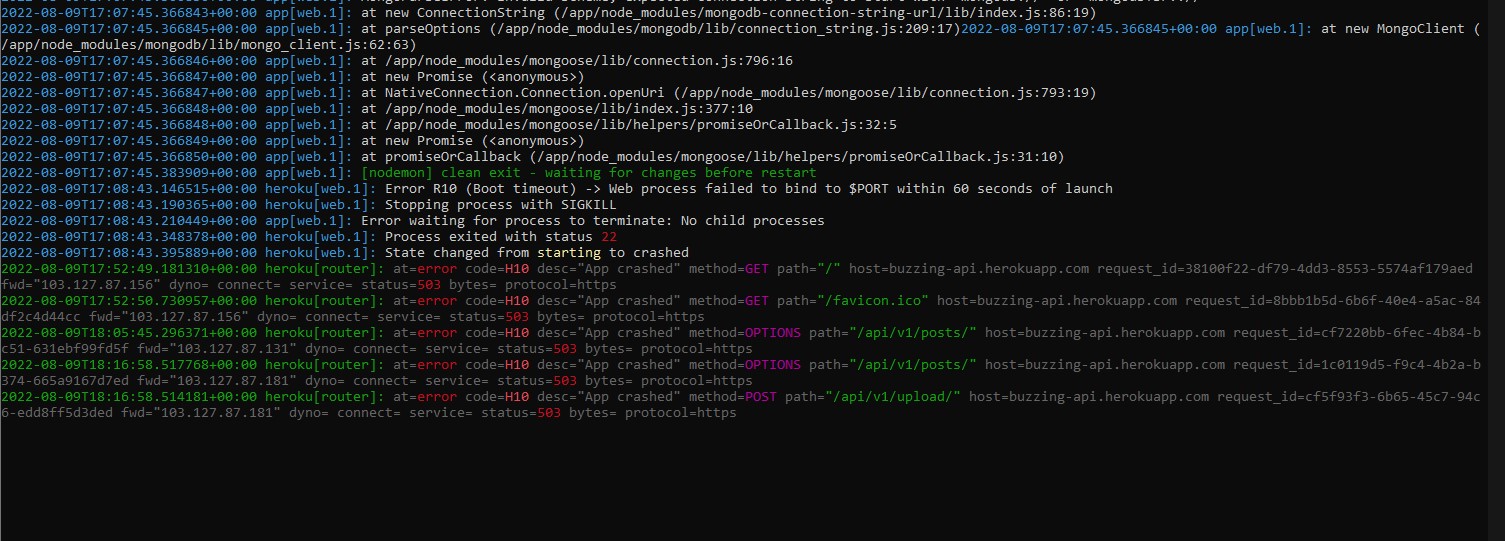 2022-08-09T17:07:45.366843+00:00 app[web.1]: at new ConnectionString (/app/node_modules/mongodb-connection-string-url/lib/index.js:86:19)
2022-08-09T17:07:45.366845+00:00 app[web.1]: at parseOptions (/app/node_modules/mongodb/lib/connection_string.js:209:17)2022-08-09T17:07:45.366845+00:00 app[web.1]: at new MongoClient (
/app/node_modules/mongodb/lib/mongo_client.js:62:63)
2022-08-09T17:07:45.366846+00:00 app[web.1]: at /app/node_modules/mongoose/lib/connection.js:796:16
2022-08-09T17:07:45.366847+00:00 app[web.1]: at new Promise (<anonymous>)
2022-08-09T17:07:45.366847+00:00 app[web.1]: at NativeConnection.Connection.openUri (/app/node_modules/mongoose/lib/connection.js:793:19)
2022-08-09T17:07:45.366848+00:00 app[web.1]: at /app/node_modules/mongoose/lib/index.js:377:10
2022-08-09T17:07:45.366848+00:00 app[web.1]: at /app/node_modules/mongoose/lib/helpers/promiseOrCallback.js:32:5
2022-08-09T17:07:45.366849+00:00 app[web.1]: at new Promise (<anonymous>)
2022-08-09T17:07:45.366850+00:00 app[web.1]: at promiseOrCallback (/app/node_modules/mongoose/lib/helpers/promiseOrCallback.js:31:10)
2022-08-09T17:07:45.383909+00:00 app[web.1]: [nodemon] clean exit - waiting for changes before restart
2022-08-09T17:08:43.146515+00:00 heroku[web.1]: Error R10 (Boot timeout) -> Web process failed to bind to $PORT within 60 seconds of launch
2022-08-09T17:08:43.190365+00:00 heroku[web.1]: Stopping process with SIGKILL
2022-08-09T17:08:43.210449+00:00 app[web.1]: Error waiting for process to terminate: No child processes
2022-08-09T17:08:43.348378+00:00 heroku[web.1]: Process exited with status 22
2022-08-09T17:08:43.395889+00:00 heroku[web.1]: State changed from starting to crashed
2022-08-09T17:52:49.181310+00:00 heroku[router]: at=error code=H10 desc="App crashed" method=GET path="/" host=buzzing-api.herokuapp.com request_id=38100f22-df79-4dd3-8553-5574af179aed
fwd="103.127.87.156" dyno= connect= service= status=503 bytes= protocol=https
2022-08-09T17:52:50.730957+00:00 heroku[router]: at=error code=H10 desc="App crashed" method=GET path="/favicon.ico" host=buzzing-api.herokuapp.com request_id=8bbb1b5d-6b6f-40e4-a5ac-84
df2c4d44cc fwd="103.127.87.156" dyno= connect= service= status=503 bytes= protocol=https
2022-08-09T18:05:45.296371+00:00 heroku[router]: at=error code=H10 desc="App crashed" method=OPTIONS path="/api/v1/posts/" host=buzzing-api.herokuapp.com request_id=cf7220bb-6fec-4b84-b
c51-631ebf99fd5f fwd="103.127.87.131" dyno= connect= service= status=503 bytes= protocol=https
2022-08-09T18:16:58.517768+00:00 heroku[router]: at=error code=H10 desc="App crashed" method=OPTIONS path="/api/v1/posts/" host=buzzing-api.herokuapp.com request_id=1c0119d5-f9c4-4b2a-b
374-665a9167d7ed fwd="103.127.87.181" dyno= connect= service= status=503 bytes= protocol=https
2022-08-09T18:16:58.514181+00:00 heroku[router]: at=error code=H10 desc="App crashed" method=POST path="/api/v1/upload/" host=buzzing-api.herokuapp.com request_id=cf5f93f3-6b65-45c7-94c
6-edd8ff5d3ded fwd="103.127.87.181" dyno= connect= service= status=503 bytes= protocol=https